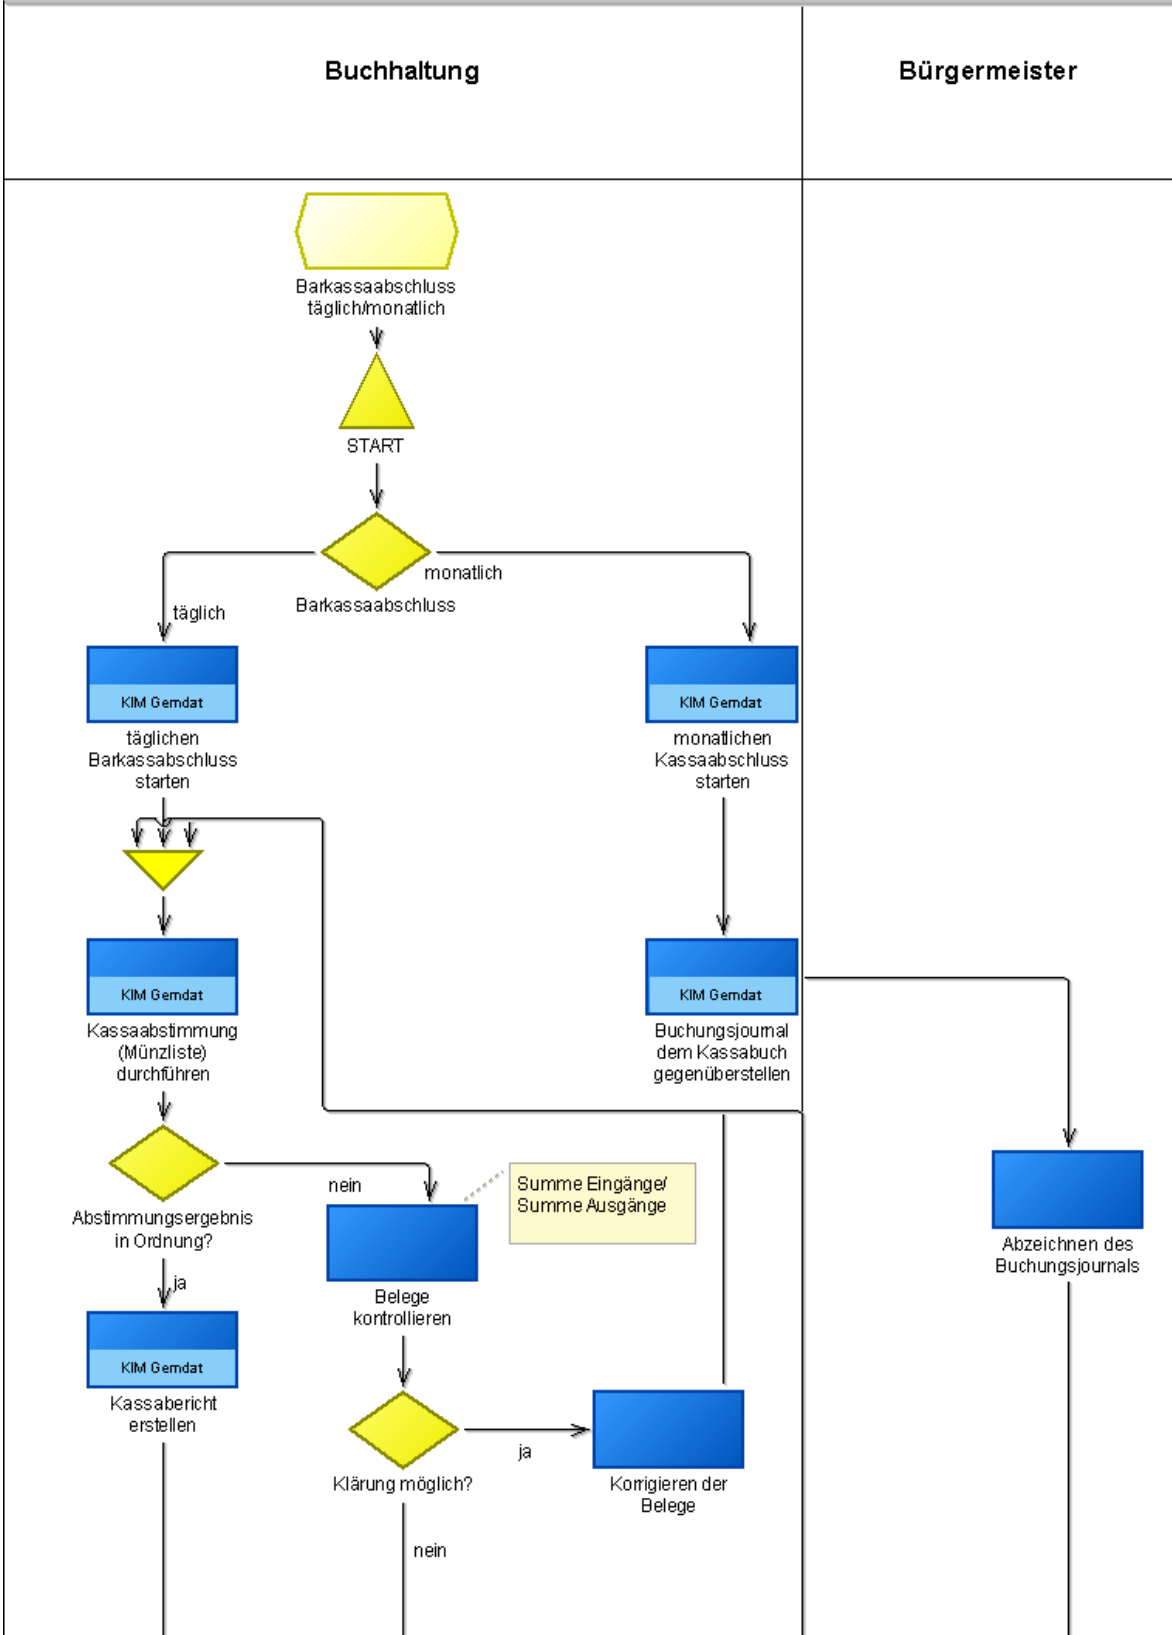 Buchhaltung
Bürgermeister
Barkassaabschluss
täglich/monatlich
START
monatlich
Barkassaabschluss
täglich
KIM Gemdat
KIM Gemdat
täglichen
Barkassabschluss
starten
monatlichen
Kassaabschluss
starten
KIM Gemdat
KIM Gemdat
Kassaabstimmung
(Münzliste)
durchführen
Buchungsjournal
dem Kassabuch
gegenüberstellen
nein
Summe Eingänge/
Summe Ausgänge
Abstimmungsergebnis
in Ordnung?
Abzeichnen des
Buchungsjournals
ja
Belege
kontrollieren
KIM Gemdat
Kassabericht
erstellen
ja
Klärung möglich?
Korrigieren der
Belege
nein